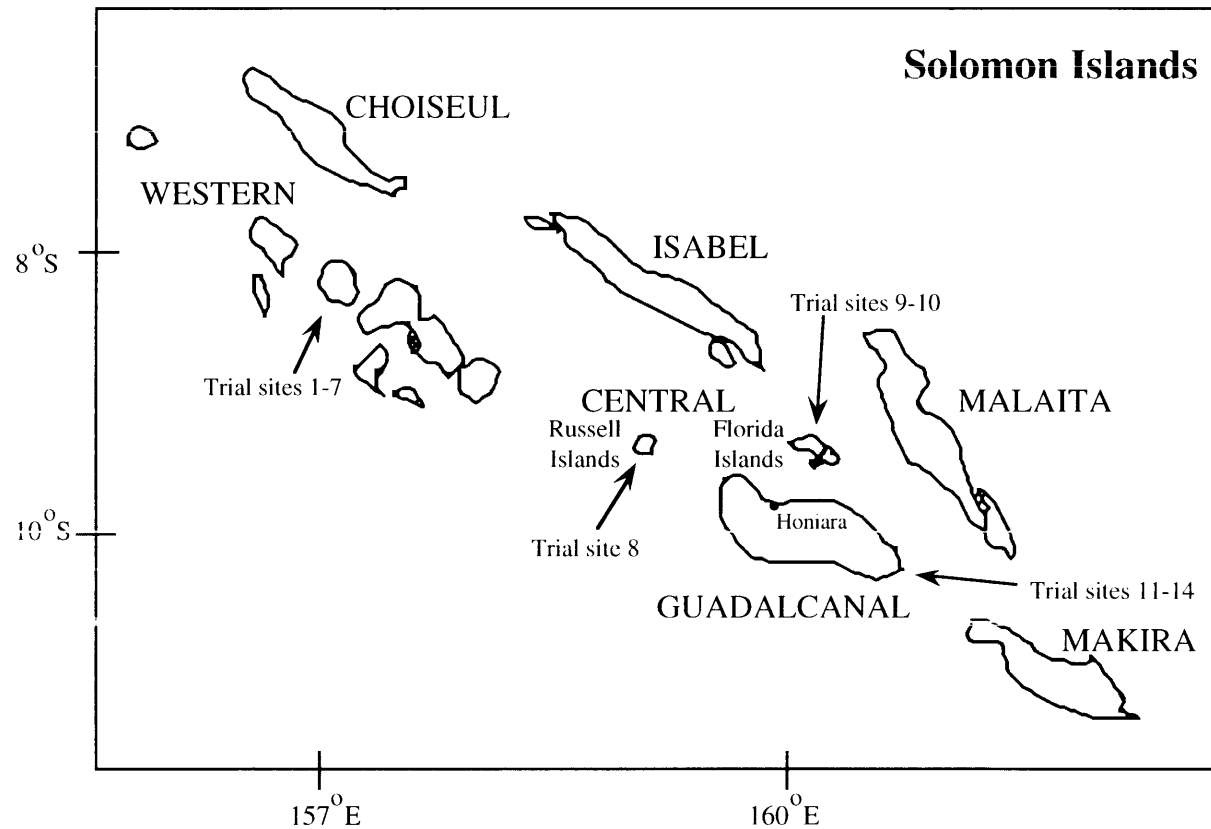 Solomon Islands
CHOISEUL
WESTERN
8°S
ISABEL
Trial sites 9-10
Trial sites 1-7
CENTRAL
MALAITA
Russell
Islands
Florida
Islands
Honiara
10°S
Trial site 8
Trial sites 11-14
GUADALCANAL
MAKIRA
157°E
160°E